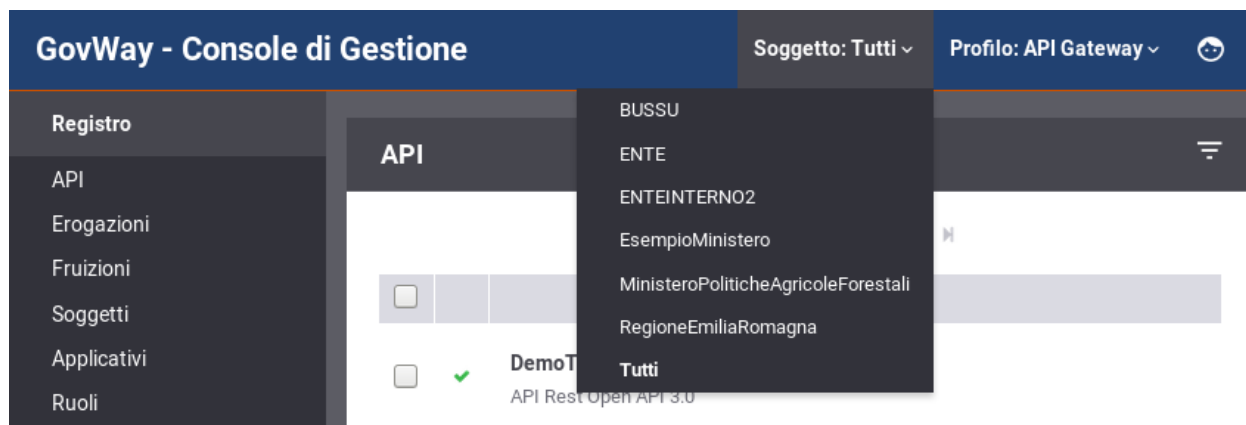 GovWay - Console di Gestione
Soggetto: Tutti
Profilo: API Gateway
Registro
API
Erogazioni
Fruizioni
Soggetti
Applicativi
Ruoli
API
BUSSU
ENTE
ENTEINTERNO2
EsempioMinistero
MinisteroPoliticheAgricoleForestali
RegioneEmiliaRomagna
Tutti
DemoT
API Rest Open API 3.0